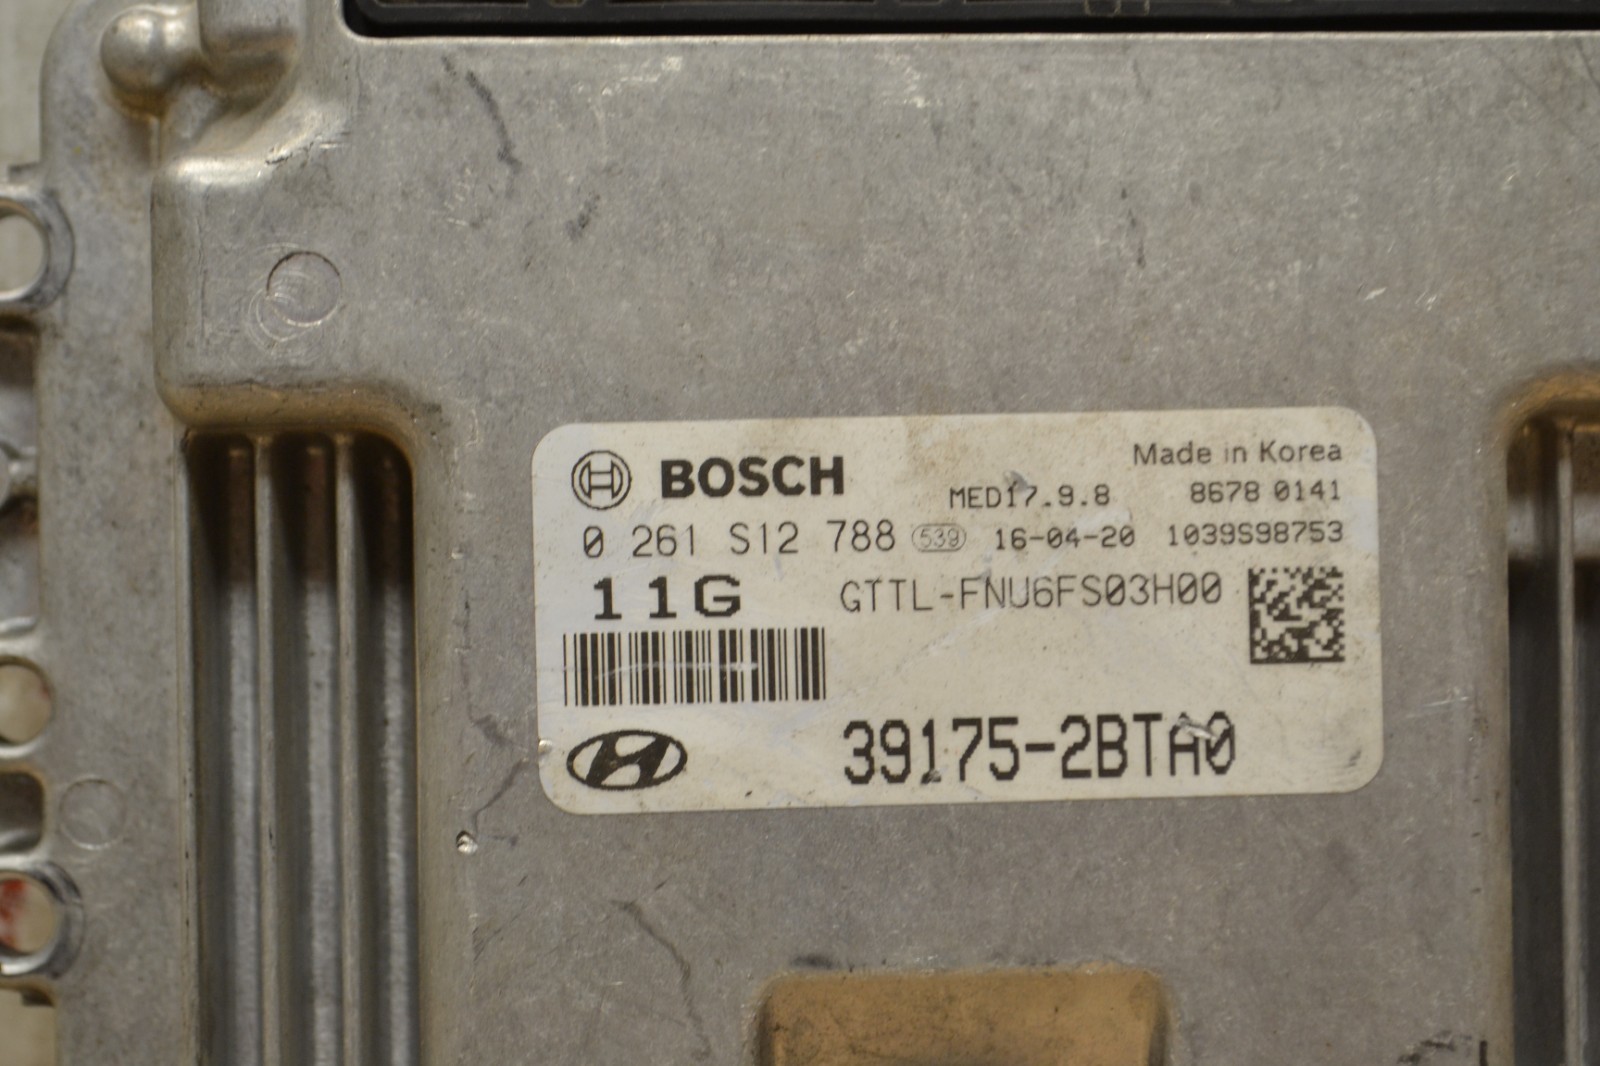 BOSCH
Made in Korea
MED17.9.8 8678 0141
0 261 S12 788 539 16-04-20 1039S98753
11G GTTL-FNU6FS03H00
39175-2BTA0